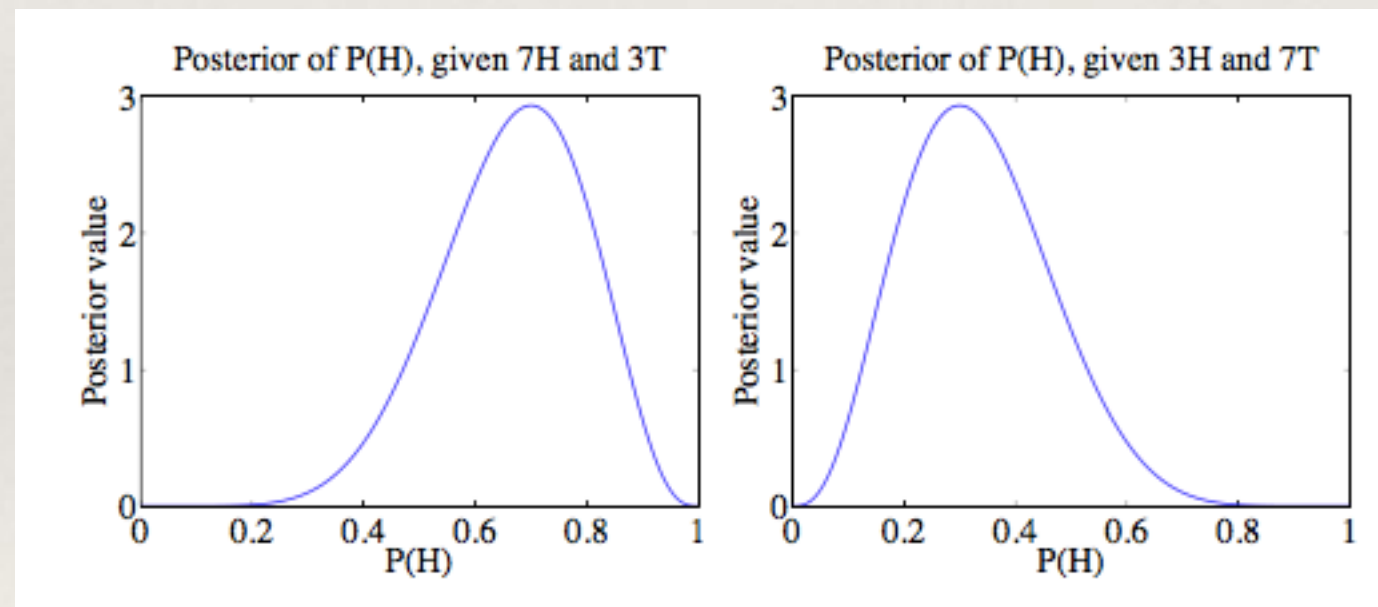 Posterior of P(H), given 7H and 3T
Posterior value
3
2
1
0
0 0.2 0.4 0.6 0.8 1
P(H)
Posterior of P(H), given 3H and 7T
Posterior value
3
2
1
0
0 0.2 0.4 0.6 0.8 1
P(H)